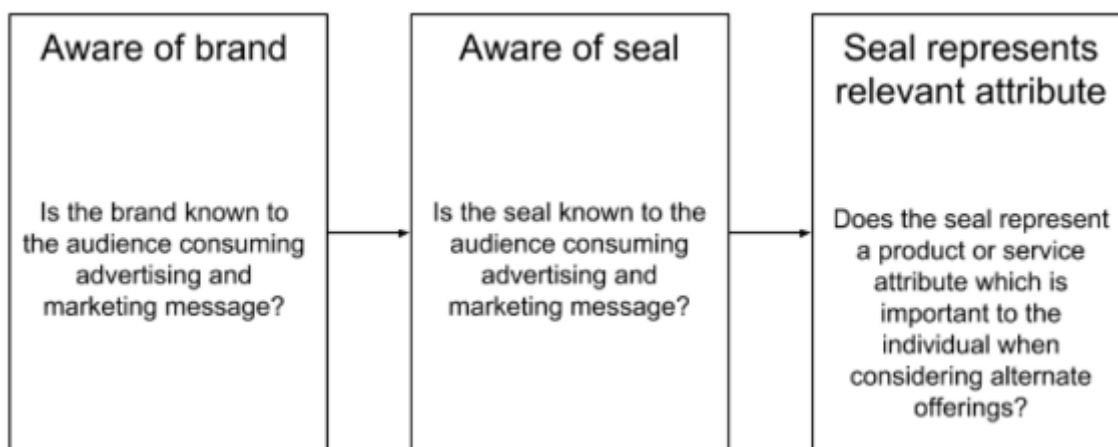 Aware of brand
Is the brand known to
the audience consuming
advertising and
marketing message?
Aware of seal
Is the seal known to the
audience consuming
advertising and
marketing message?
Seal represents
relevant attribute
Does the seal represent
a product or service
attribute which is
important to the
individual when
considering alternate
offerings?